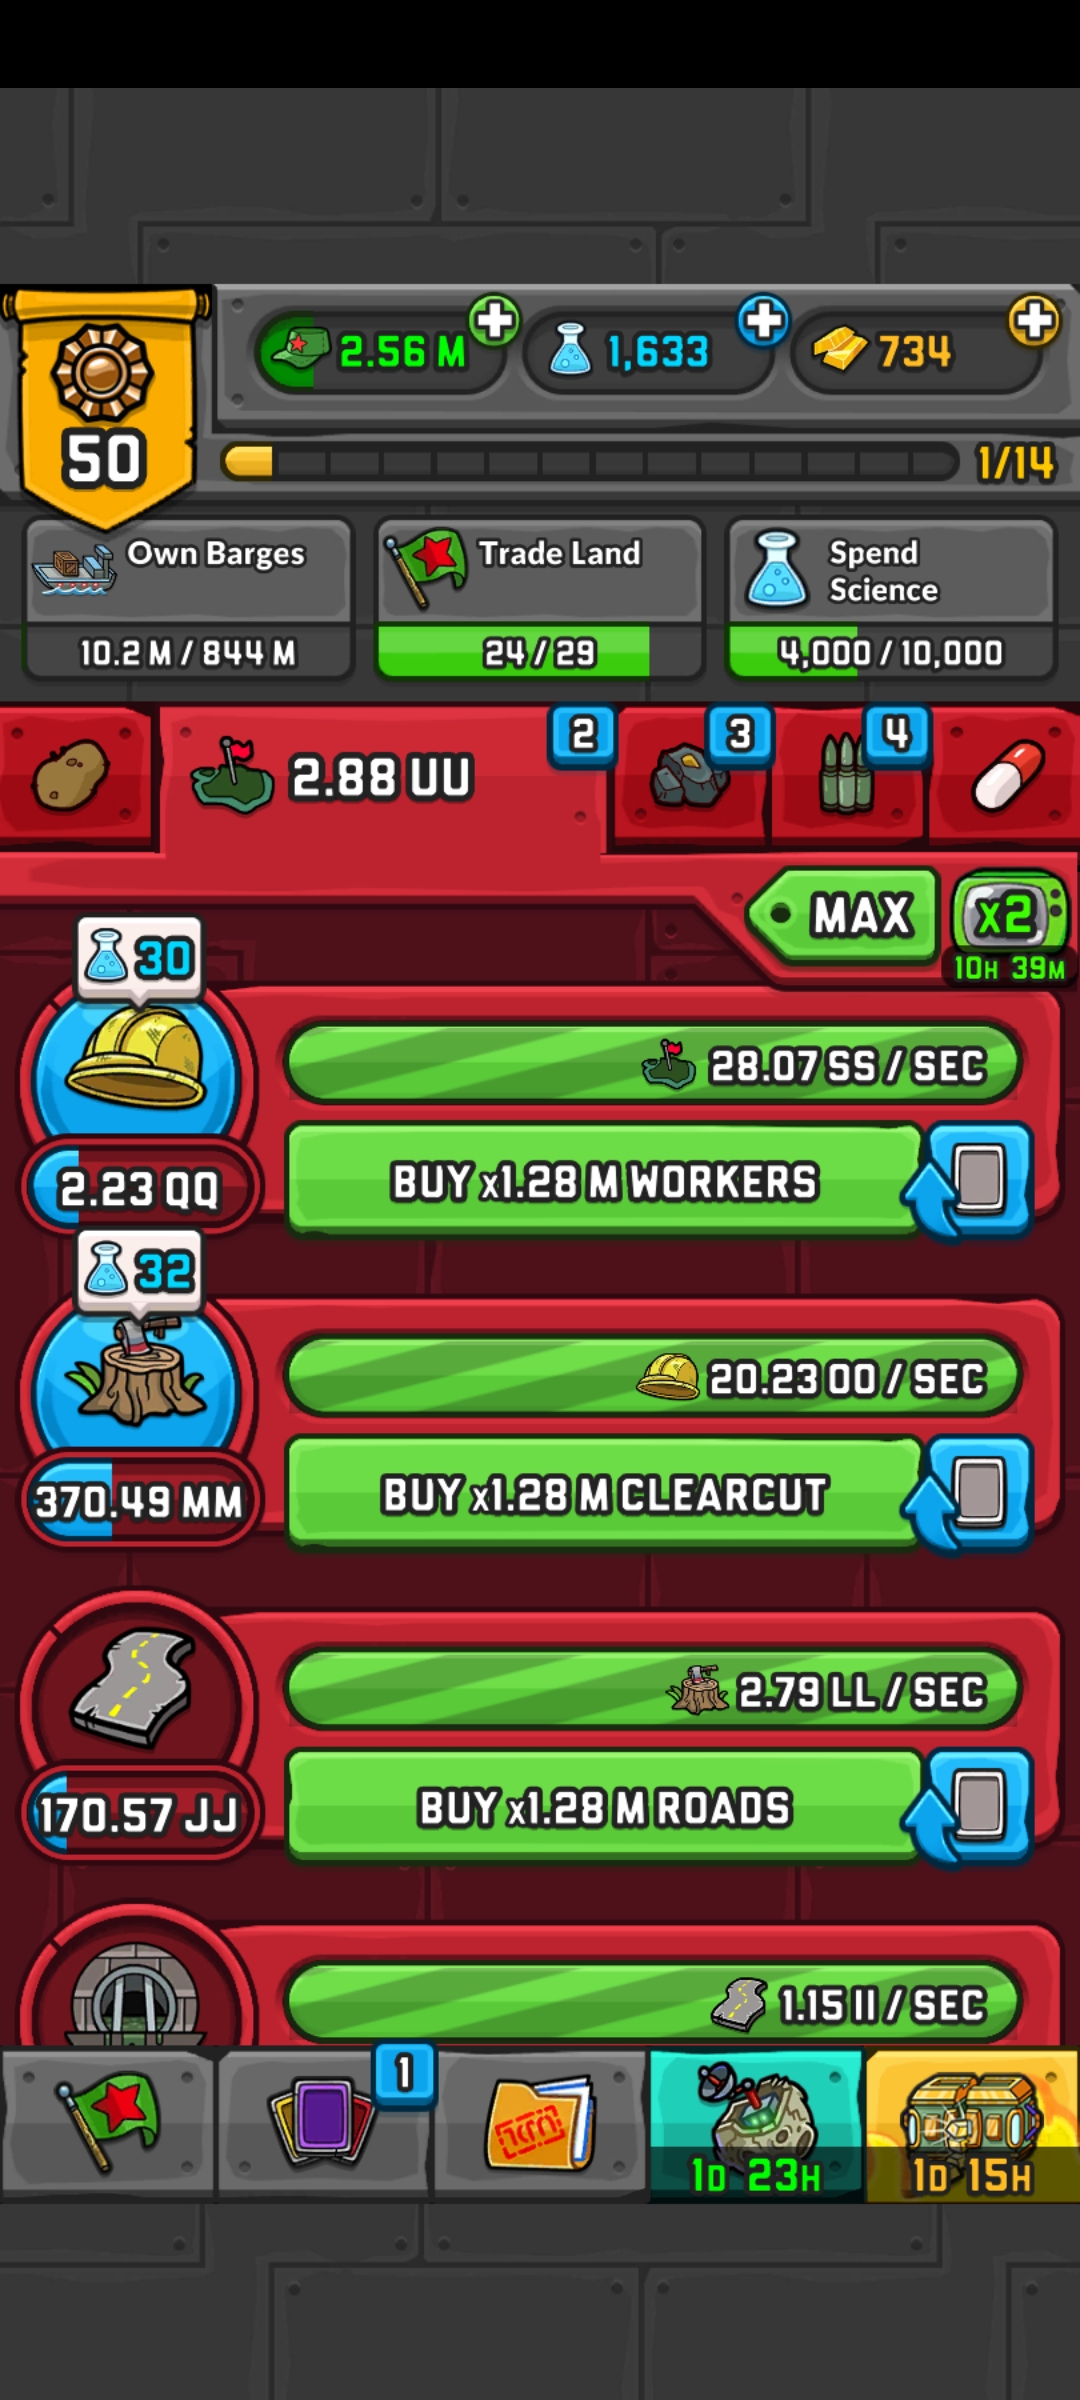 2.56 M
1,633
734
50
1/14
Own Barges
10.2 M / 844 M
Trade Land
24 / 29
Spend
Science
4,000 / 10,000
2.88 UU
2
3
4
MAX
x2
10H 39M
30
28.07 SS / SEC
BUY x1.28 M WORKERS
2.23 QQ
32
20.23 OO / SEC
BUY x1.28 M CLEARCUT
370.49 MM
2.79 LL / SEC
BUY x1.28 M ROADS
170.57 JJ
1.15 II / SEC
1
1D 23H
1D 15H